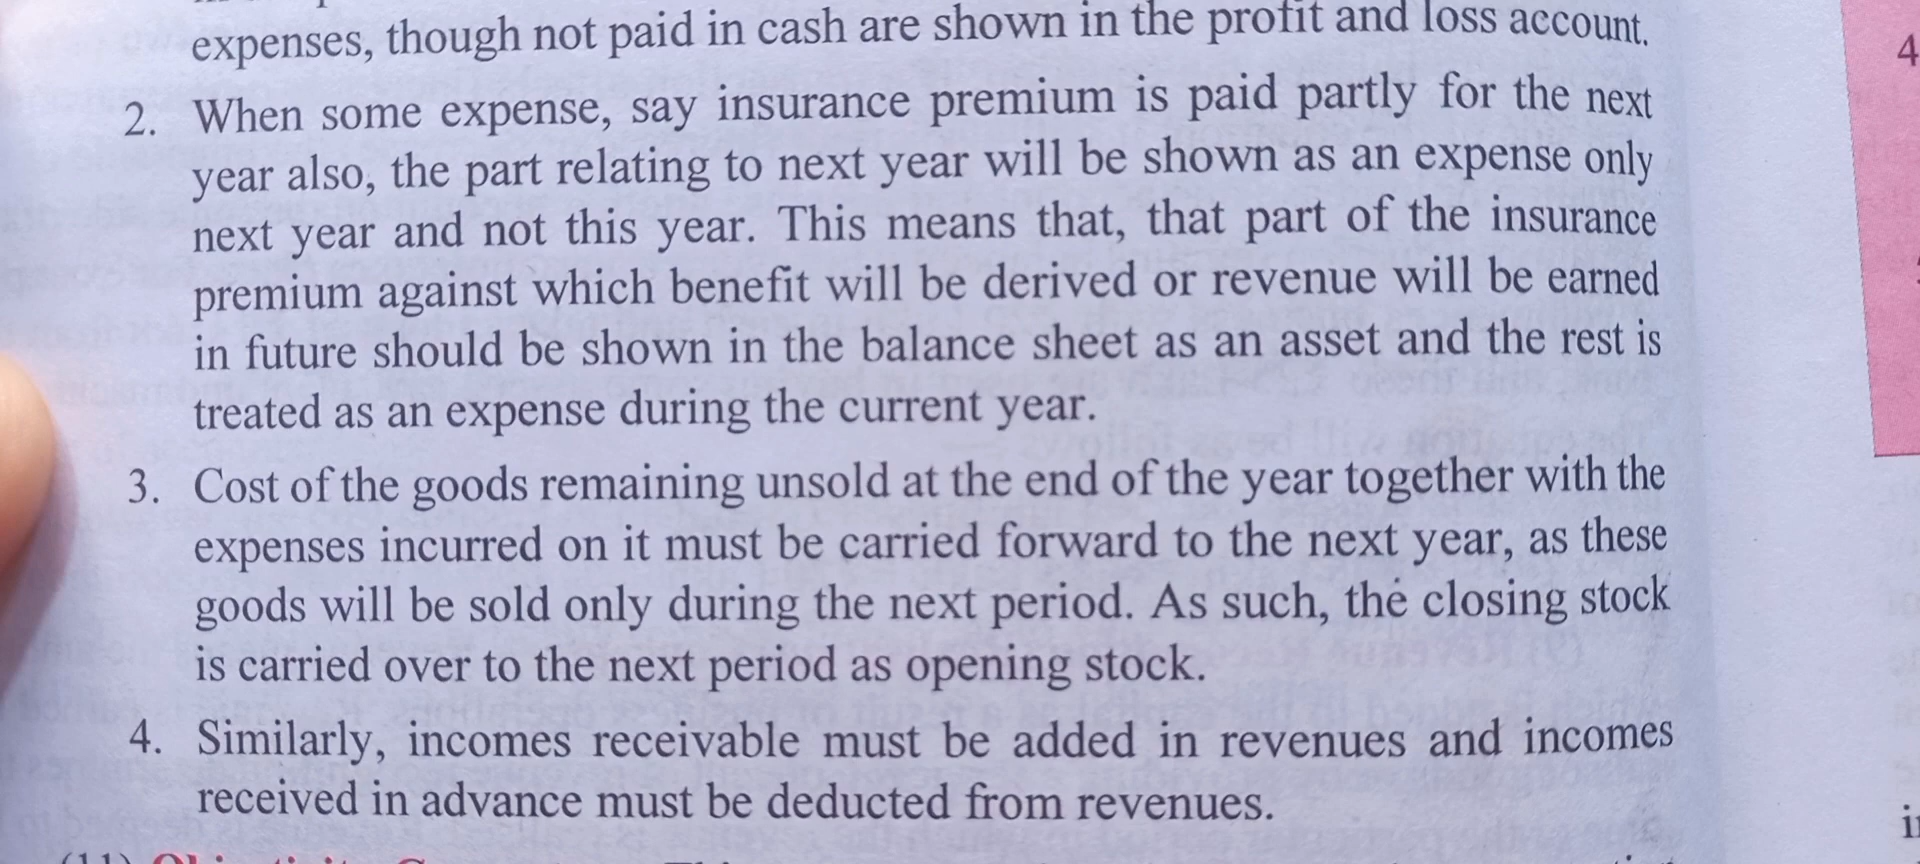 expenses, though not paid in cash are shown in the profit and loss account.
2. When some expense, say insurance premium is paid partly for the next
year also, the part relating to next year will be shown as an expense only
next year and not this year. This means that, that part of the insurance
premium against which benefit will be derived or revenue will be earned
in future should be shown in the balance sheet as an asset and the rest is
treated as an expense during the current year.
3. Cost of the goods remaining unsold at the end of the year together with the
expenses incurred on it must be carried forward to the next year, as these
goods will be sold only during the next period. As such, the closing stock
is carried over to the next period as opening stock.
4. Similarly, incomes receivable must be added in revenues and incomes
received in advance must be deducted from revenues.
4